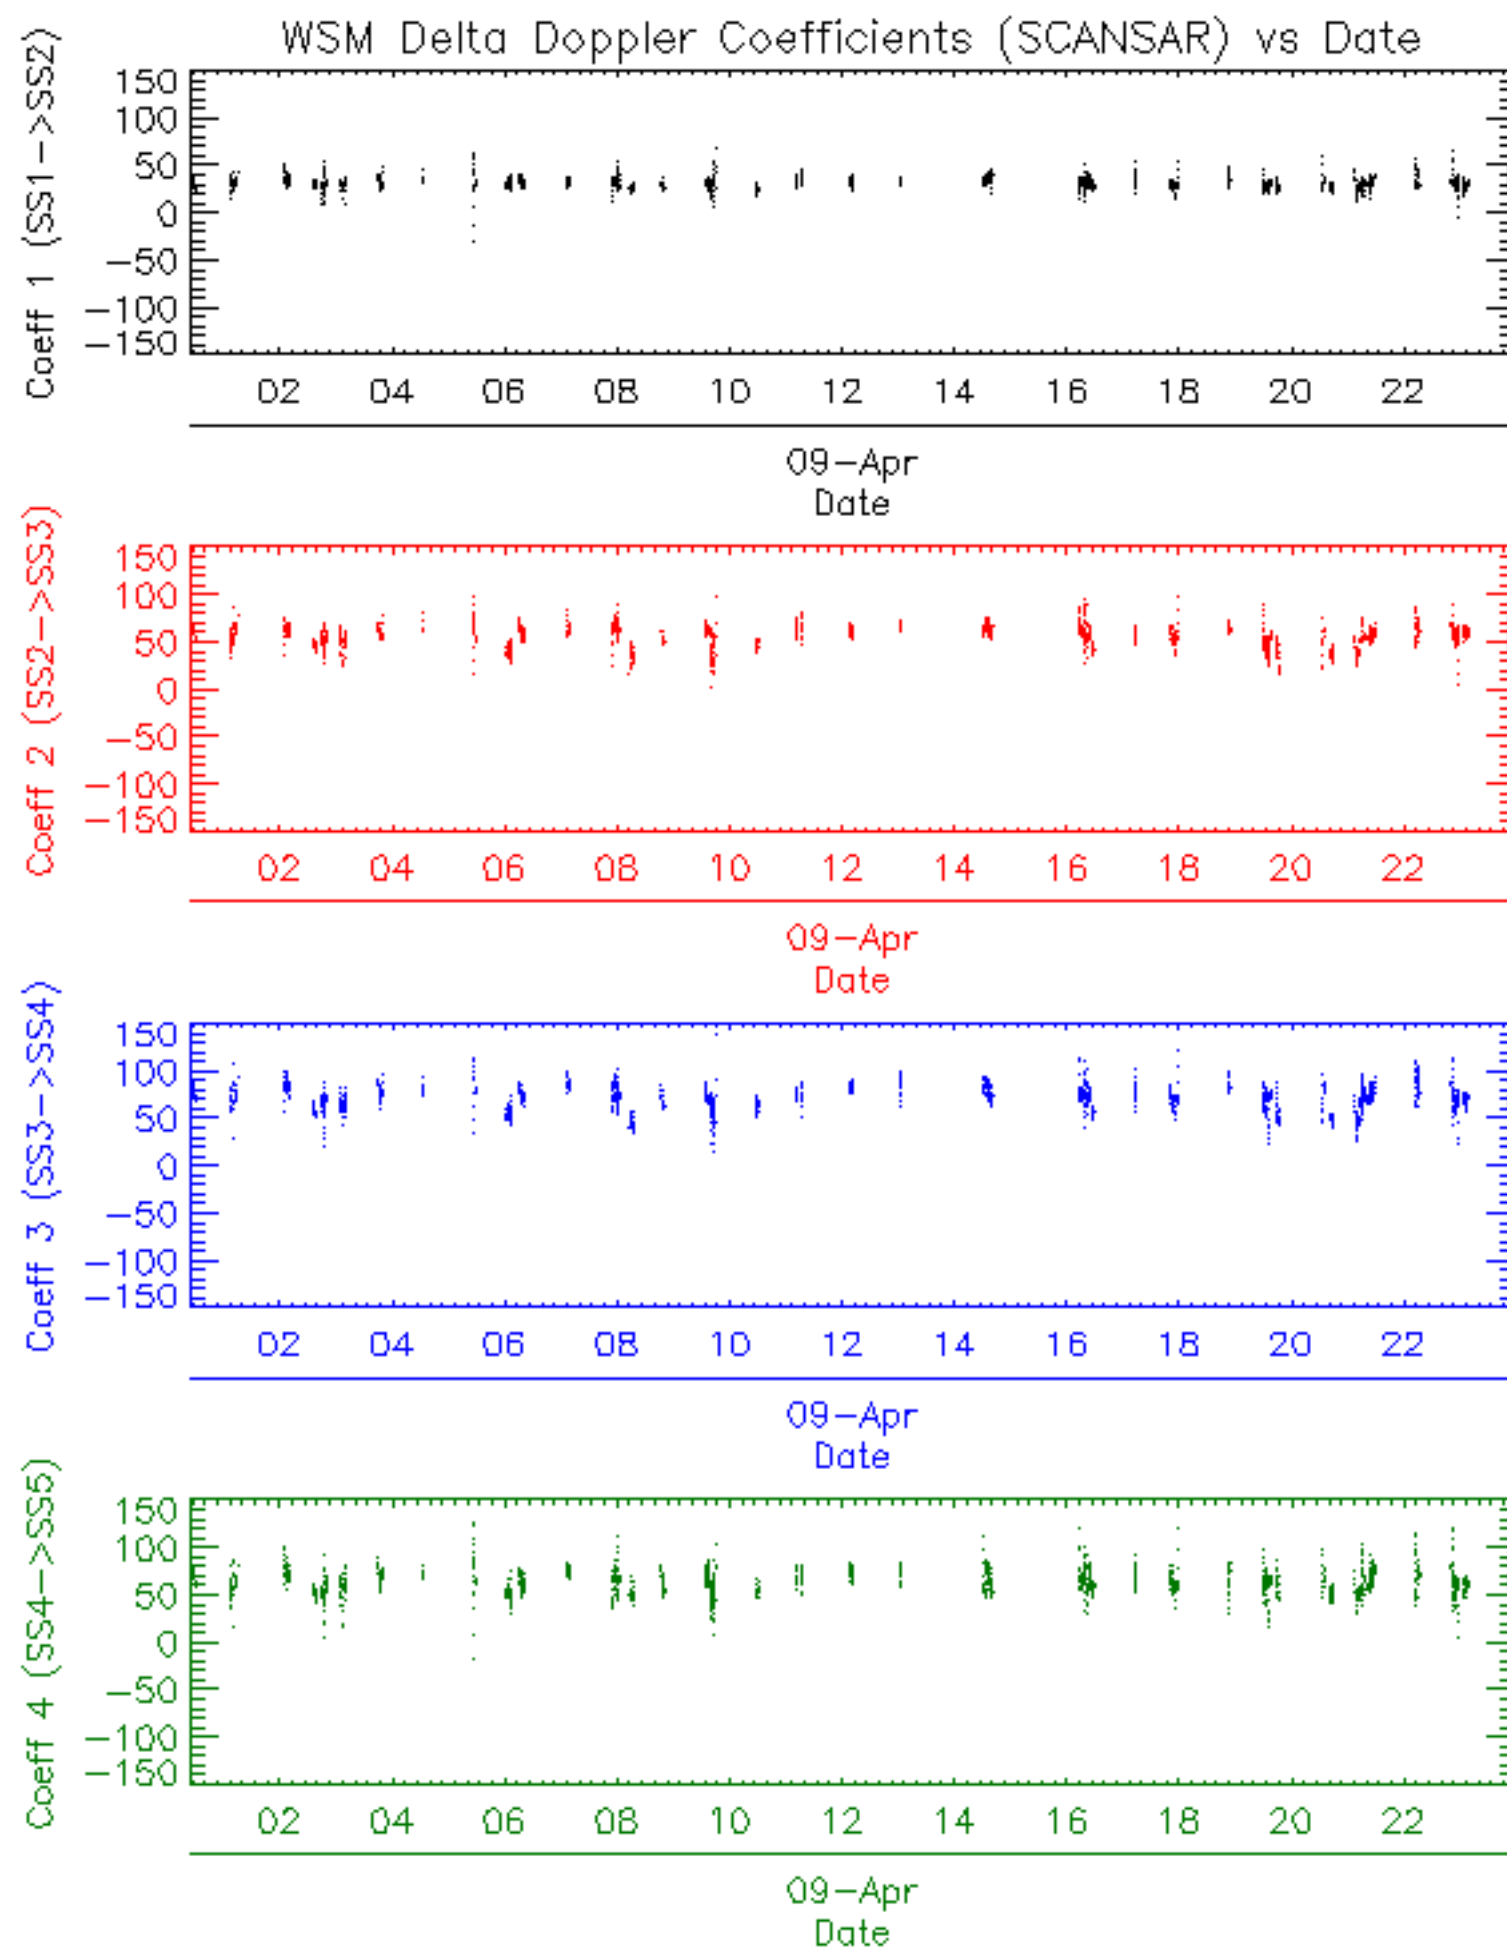 WSM Delta Doppler Coefficients (SCANSAR) vs Date
Coeff 1 (SS1->SS2)
150
100
50
0
-50
-100
-150
02 04 06 08 10 12 14 16 18 20 22
09-Apr
Date
Coeff 2 (SS2->SS3)
150
100
50
0
-50
-100
-150
02 04 06 08 10 12 14 16 18 20 22
09-Apr
Date
Coeff 3 (SS3->SS4)
150
100
50
0
-50
-100
-150
02 04 06 08 10 12 14 16 18 20 22
09-Apr
Date
Coeff 4 (SS4->SS5)
150
100
50
0
-50
-100
-150
02 04 06 08 10 12 14 16 18 20 22
09-Apr
Date